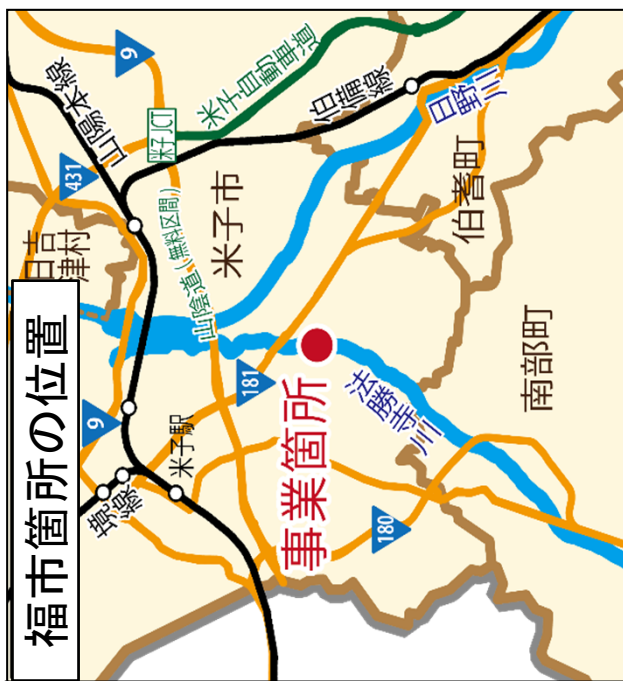 福市箇所の位置
9
山陽本線
431
米子JCT
米子自動車道
伯備線
日野川
日吉
津村
米子市
伯耆町
山陰道(無料区間)
9
181
境線
米子駅
事業箇所
法勝寺川
南部町
180